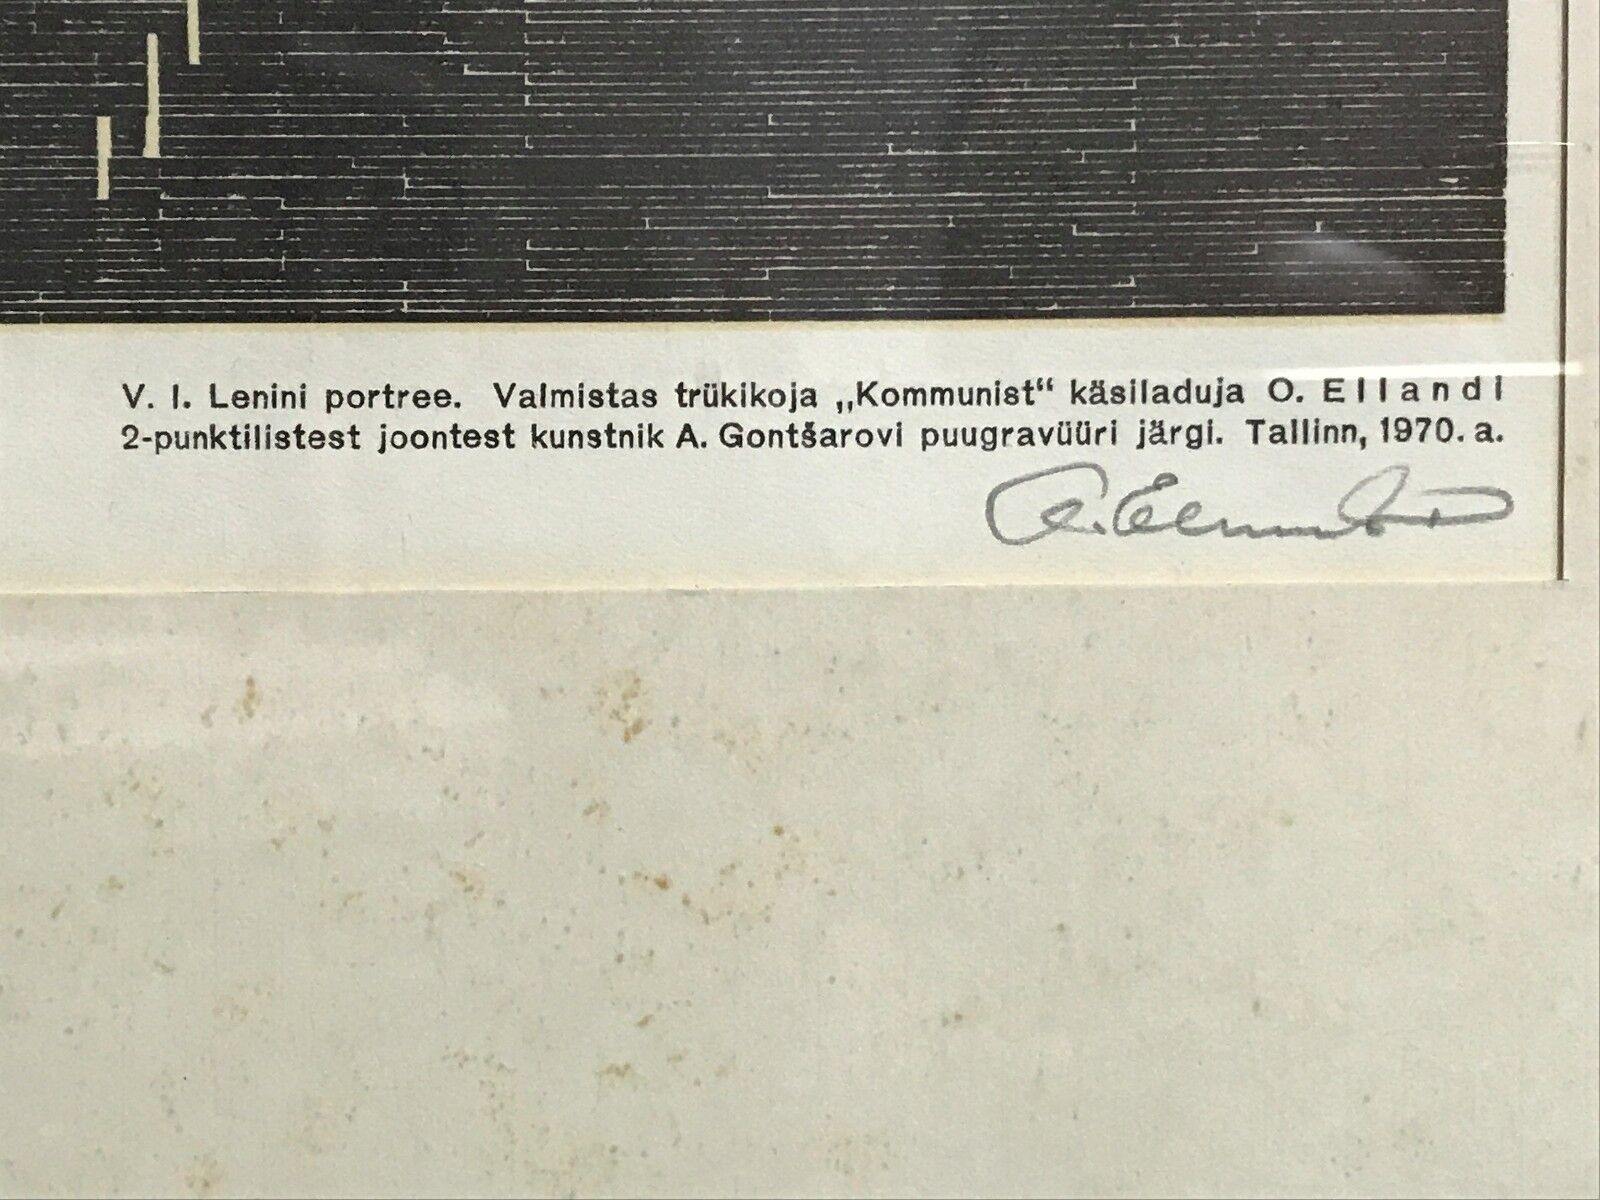 V. I. Lenini portree. Valmistas trükikoja „Kommunist“ käsiladuja O. Ellandi
2-punktilistest joontest kunstnik A. Gontšarovi puugravüüri järgi. Tallinn, 1970. a.